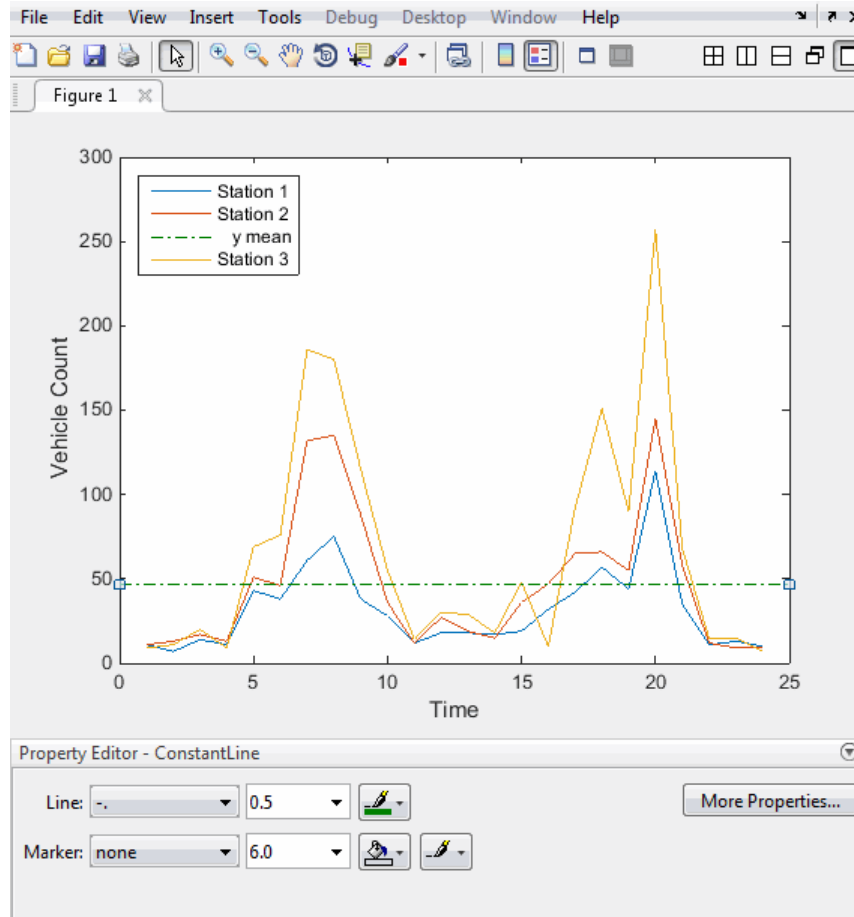 File Edit View Insert Tools Debug Desktop Window Help
Figure 1
300
250
200
150
100
50
0
Vehicle Count
Station 1
Station 2
y mean
Station 3
0 5 10 15 20 25
Time
Property Editor - ConstantLine
Line: -. 0.5 More Properties...
Marker: none 6.0